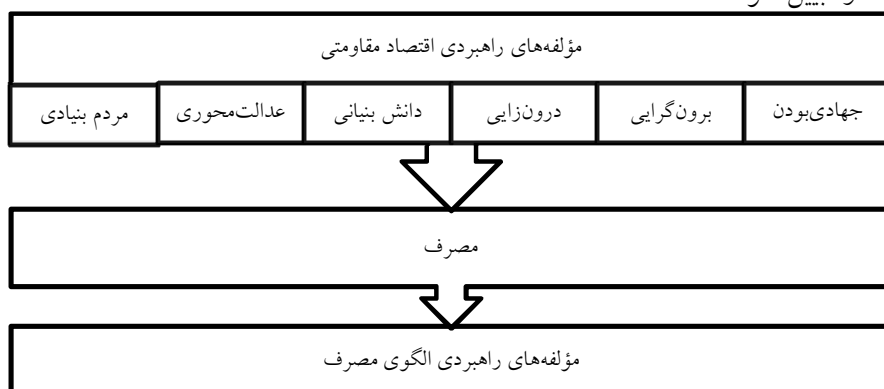 مؤلفه‌های راهبردی اقتصاد مقاومتی
جهادی‌بودن برون‌گرایی درون‌زایی دانش بنیانی عدالت‌محوری مردم بنیادی
مصرف
مؤلفه‌های راهبردی الگوی مصرف